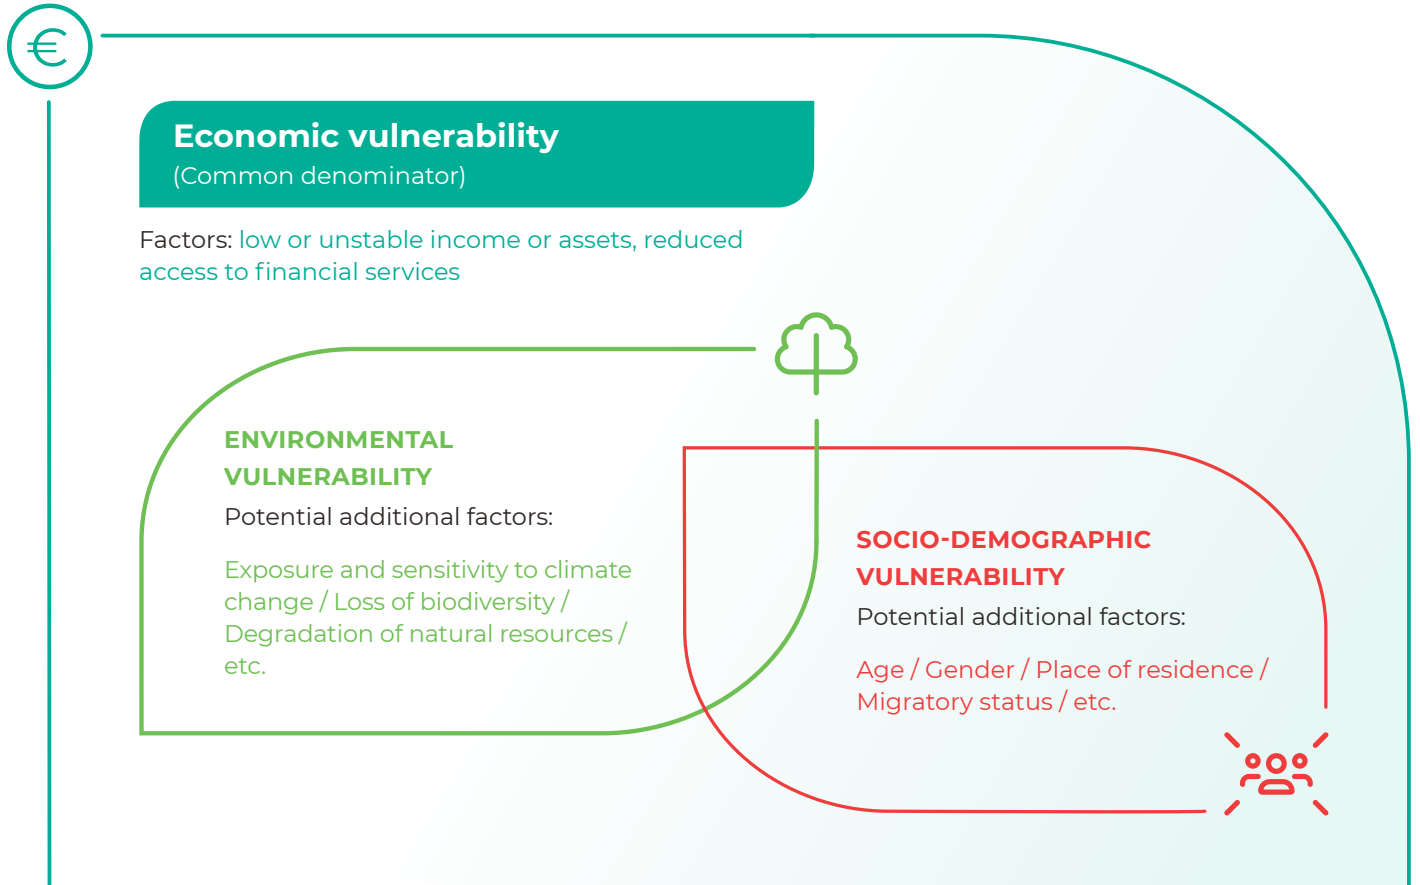 €
Economic vulnerability
(Common denominator)
Factors: low or unstable income or assets, reduced
access to financial services
ENVIRONMENTAL
VULNERABILITY
Potential additional factors:
Exposure and sensitivity to climate
change / Loss of biodiversity /
Degradation of natural resources /
etc.
SOCIO-DEMOGRAPHIC
VULNERABILITY
Potential additional factors:
Age / Gender / Place of residence /
Migratory status / etc.